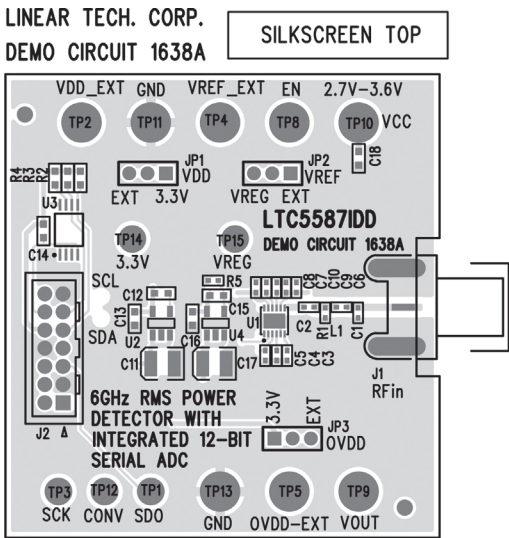 LINEAR TECH. CORP.
DEMO CIRCUIT 1638A
SILKSCREEN TOP
VDD_EXT GND VREF_EXT EN 2.7V-3.6V
TP2 TP11 TP4 TP8 TP10 VCC
R4 R3 R2
JP1
VDD
EXT 3.3V
JP2
VREF
VREG EXT
C18
U3
C14
TP14
3.3V
TP15
VREG
LTC5587IDD
DEMO CIRCUIT 1638A
SCL
SDA
C12
C13
U2
C11
R5
C15
C16
U4
C17
U1
C8 C7 C10 C9 C6
C2 R1 L1 C1
C5 C4 C3
J1
RFin
J2
6GHz RMS POWER
DETECTOR WITH
INTEGRATED 12-BIT
SERIAL ADC
3.3V EXT
JP3
OVDD
TP3 TP12 TP1 TP13 TP5 TP9
SCK CONV SDO GND OVDD-EXT VOUT